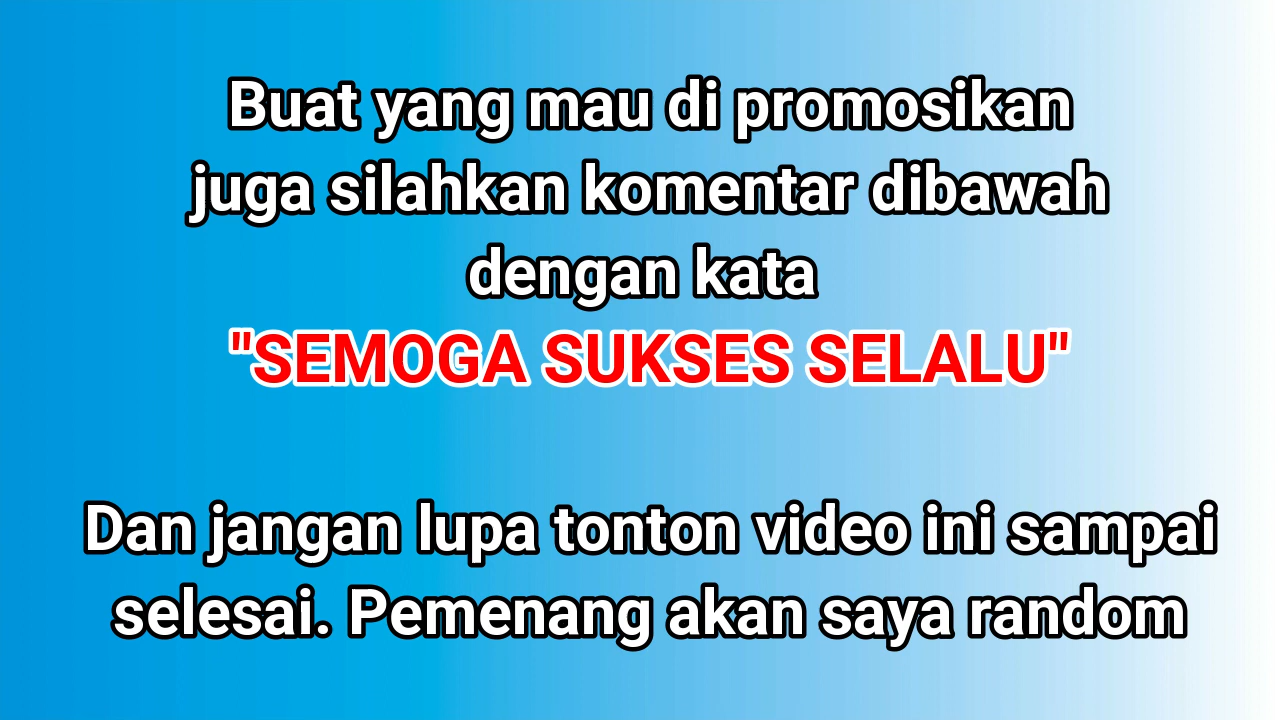 Buat yang mau di promosikan
juga silahkan komentar dibawah
dengan kata
"SEMOGA SUKSES SELALU"
Dan jangan lupa tonton video ini sampai
selesai. Pemenang akan saya random